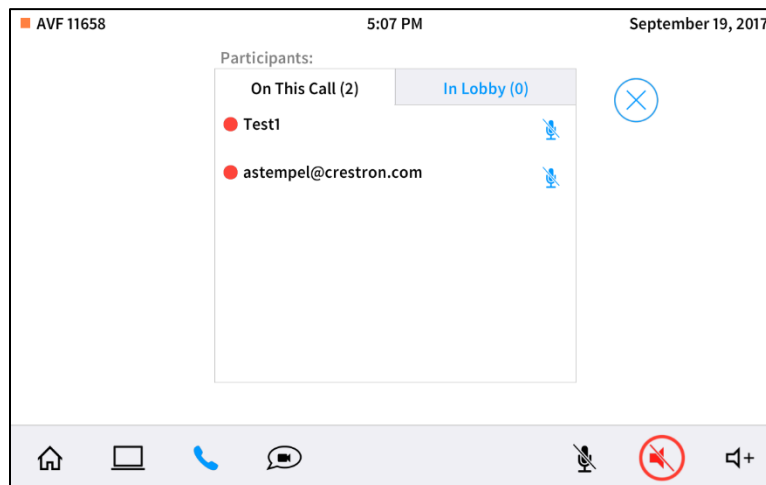 AVF 11658 5:07 PM September 19, 2017
Participants:
On This Call (2) In Lobby (0)
Test1
astempel@crestron.com